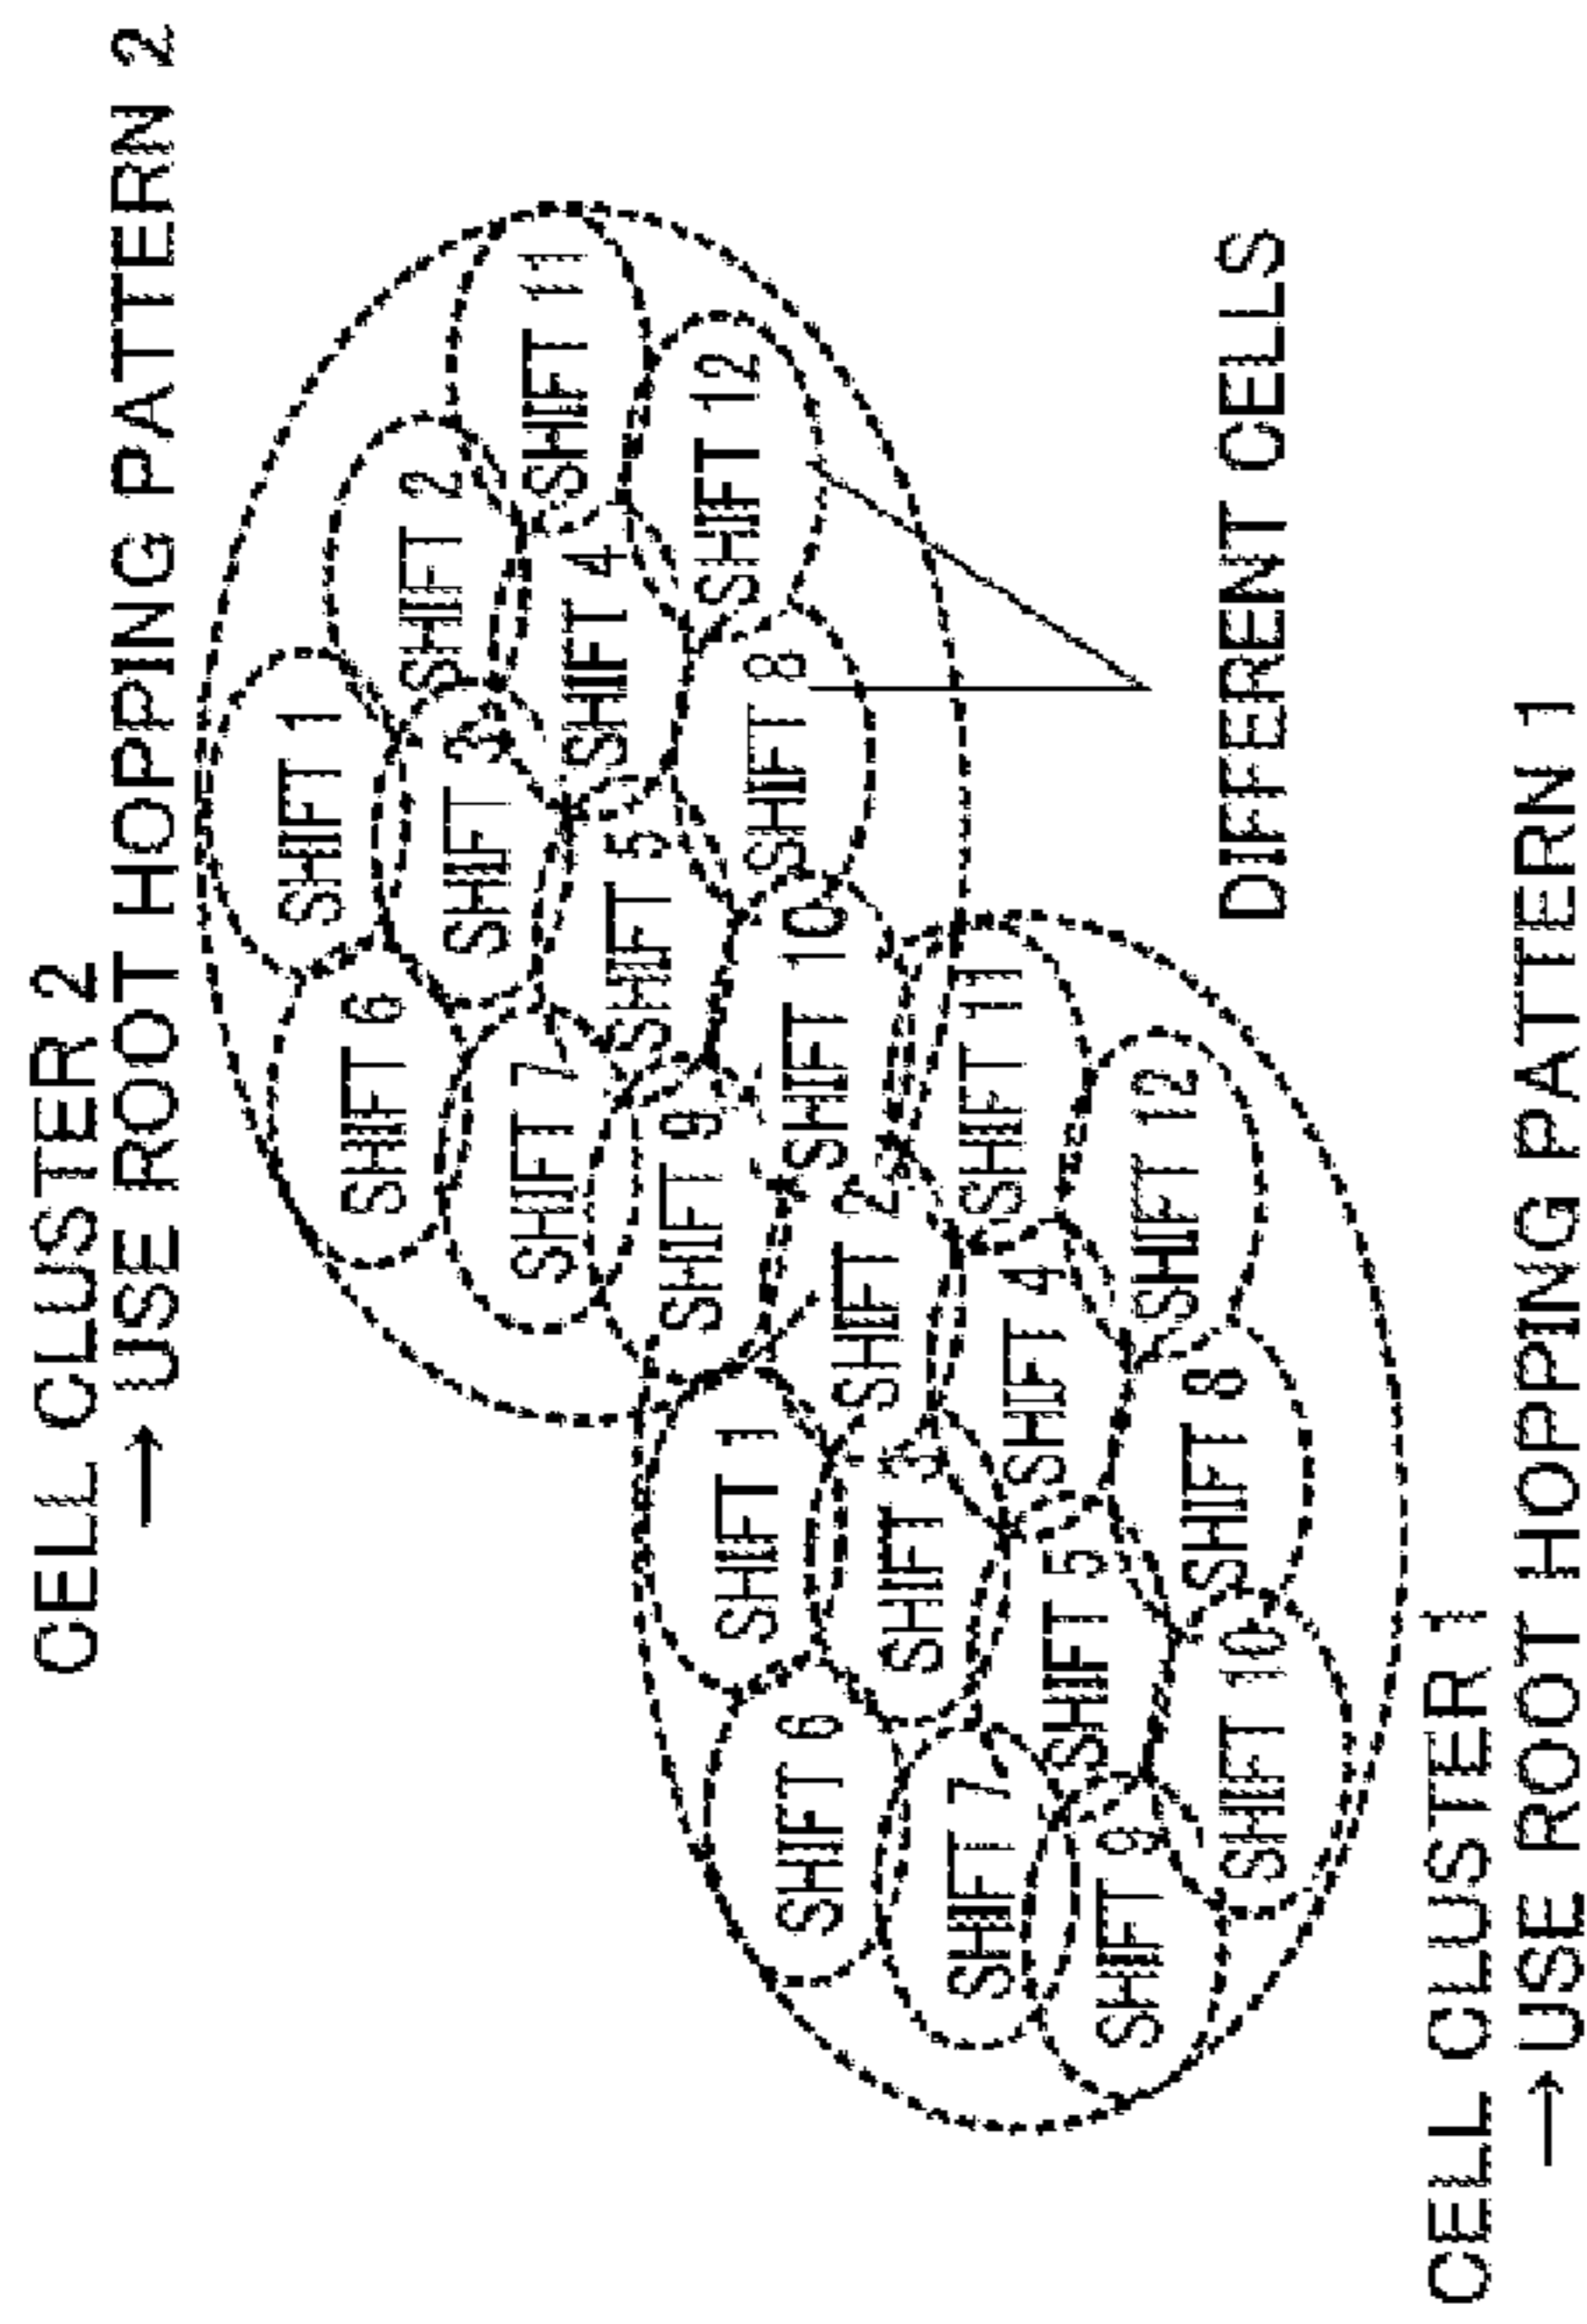 CELL CLUSTER 2
→ USE ROOT HOPPING PATTERN 2
SHIFT 1
SHIFT 6
SHIFT 2
SHIFT 3
SHIFT 7
SHIFT 11
SHIFT 4
SHIFT 5
SHIFT 9
SHIFT 12
SHIFT 8
SHIFT 10
SHIFT 1
SHIFT 6
SHIFT 2
SHIFT 3
SHIFT 7
SHIFT 11
SHIFT 4
SHIFT 5
SHIFT 9
SHIFT 12
SHIFT 8
SHIFT 10
DIFFERENT CELLS
CELL CLUSTER 1
→ USE ROOT HOPPING PATTERN 1